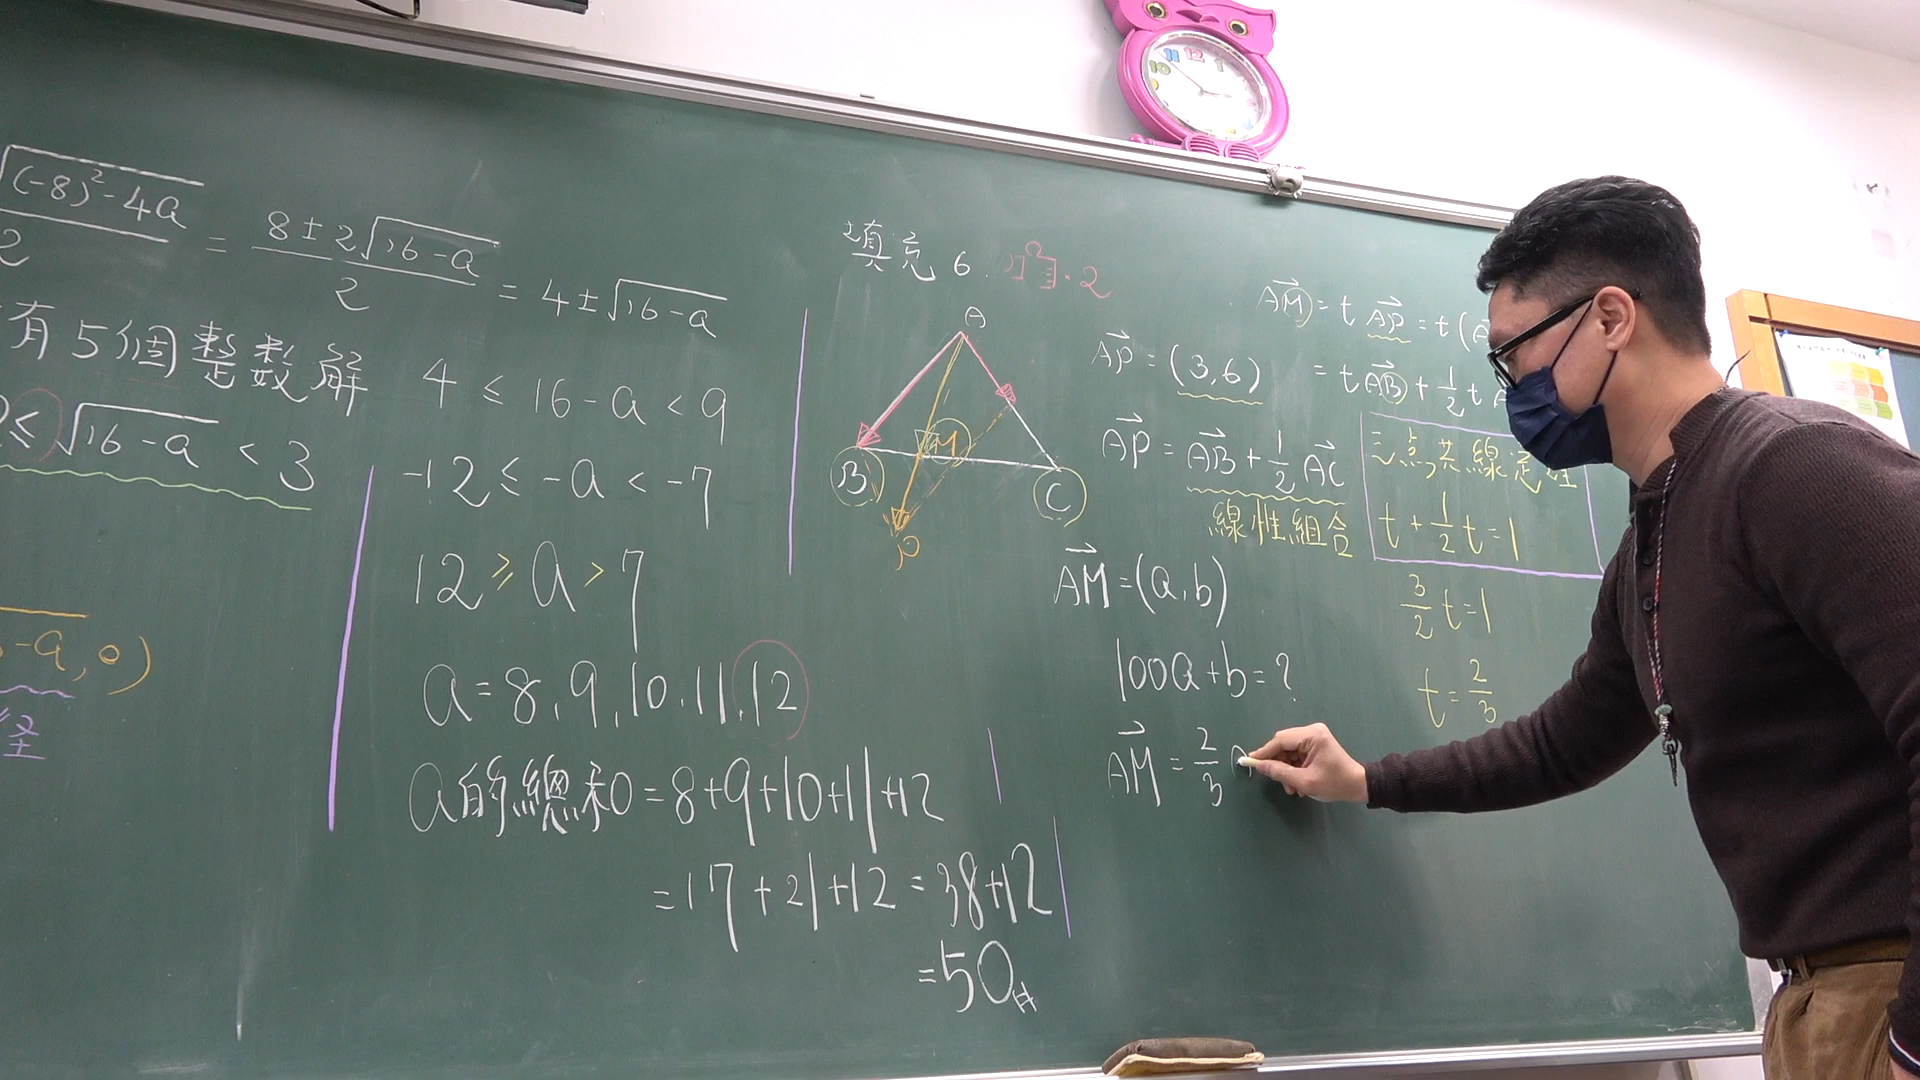 √(-8)²-4a / 2 = 8±2√16-a / 2 = 4±√16-a
有5個整數解
2≤√16-a < 3
4 ≤ 16-a < 9
-12 ≤ -a < -7
12 ≥ a > 7
a = 8, 9, 10, 11, 12
a的總和 = 8+9+10+11+12
= 17+21+12 = 38+12
= 50
-a, 0)
徑
填充 6.
A
B
M
C
P
AP = (3,6)
AP = AB + 1/2 AC
線性組合
AM = (a,b)
100a+b=?
AM = 2/3 A
AM = t AP = t(A
= t AB + 1/2 t A
三點共線定理
t + 1/2 t = 1
3/2 t = 1
t = 2/3
10 11 12 1